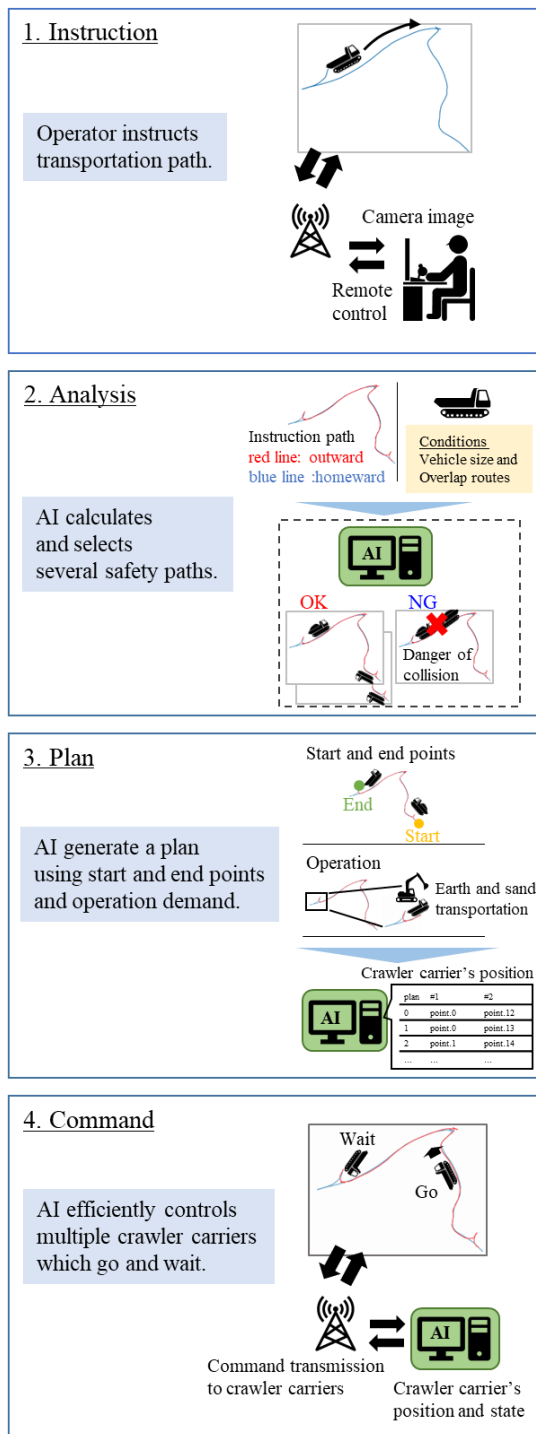 1. Instruction
Operator instructs
transportation path.
Camera image
Remote
control
2. Analysis
Instruction path
red line: outward
blue line :homeward
Conditions
Vehicle size and
Overlap routes
AI calculates
and selects
several safety paths.
AI
OK
NG
Danger of
collision
3. Plan
Start and end points
End
Start
AI generate a plan
using start and end points
and operation demand.
Operation
Earth and sand
transportation
Crawler carrier's position
AI
plan #1 #2
0 point.0 point.12
1 point.0 point.13
2 point.1 point.14
... ... ...
4. Command
Wait
Go
AI efficiently controls
multiple crawler carriers
which go and wait.
AI
Command transmission
to crawler carriers
Crawler carrier's
position and state